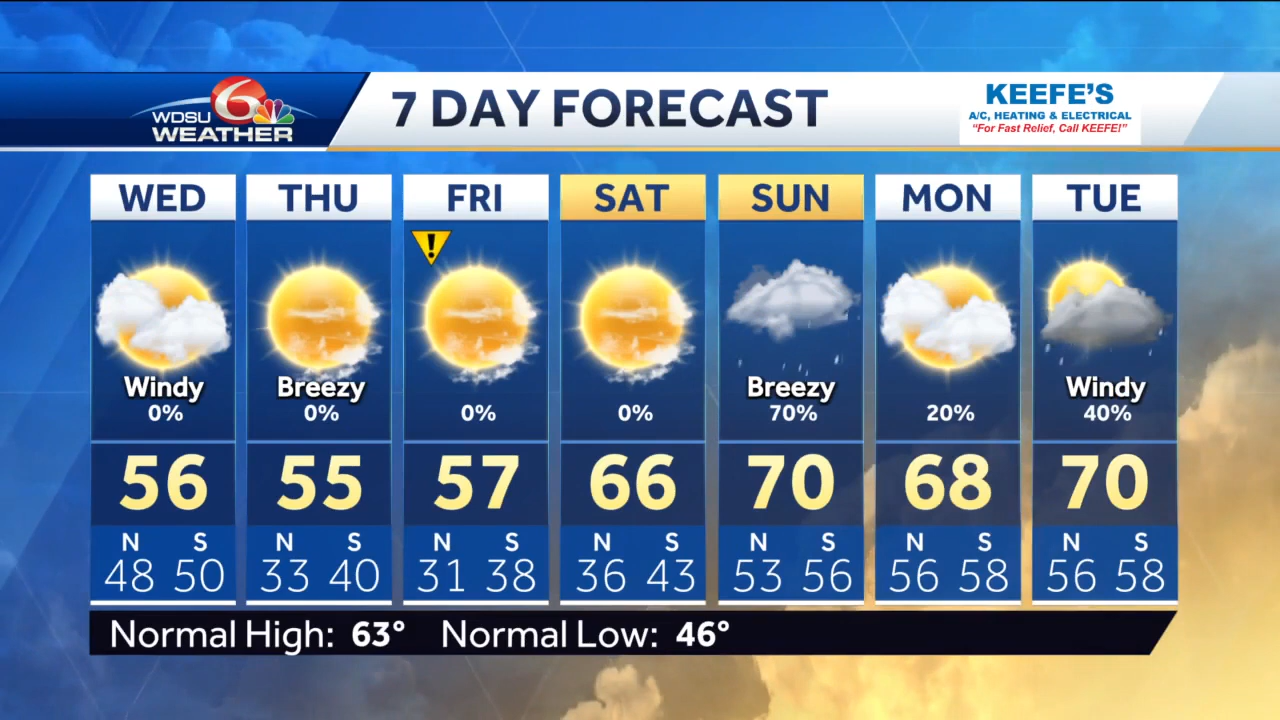 WDSU 6
WEATHER
7 DAY FORECAST
KEEFE'S
A/C, HEATING & ELECTRICAL
"For Fast Relief, Call KEEFE!"
WED THU FRI SAT SUN MON TUE
!
Windy Breezy Breezy Windy
0% 0% 0% 0% 70% 20% 40%
56 55 57 66 70 68 70
N S N S N S N S N S N S N S
48 50 33 40 31 38 36 43 53 56 56 58 56 58
Normal High: 63° Normal Low: 46°